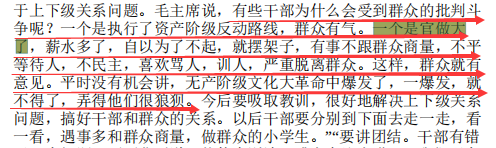 于上下级关系问题。毛主席说，有些干部为什么会受到群众的批判斗
争呢？一个是执行了资产阶级反动路线，群众有气。一个是官做大
了，薪水多了，自以为了不起，就摆架子，有事不跟群众商量，不平
等待人，不民主，喜欢骂人，训人，严重脱离群众。这样，群众就有
意见。平时没有机会讲，无产阶级文化大革命中爆发了，一爆发，就
不得了，弄得他们很狼狈。今后要吸取教训，很好地解决上下级关系
问题，搞好干部和群众的关系。以后干部要分别到下面去走一走，看
一看，遇事多和群众商量，做群众的小学生。”“要讲团结。干部有错